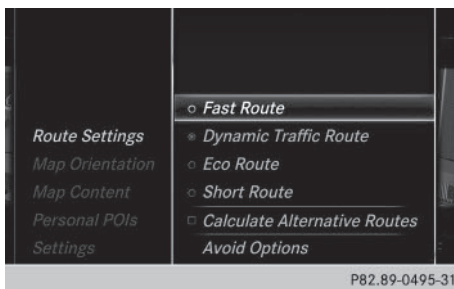 Fast Route
Route Settings
Dynamic Traffic Route
Map Orientation
Eco Route
Map Content
Short Route
Personal POIs
Calculate Alternative Routes
Settings
Avoid Options
P82.89-0495-31